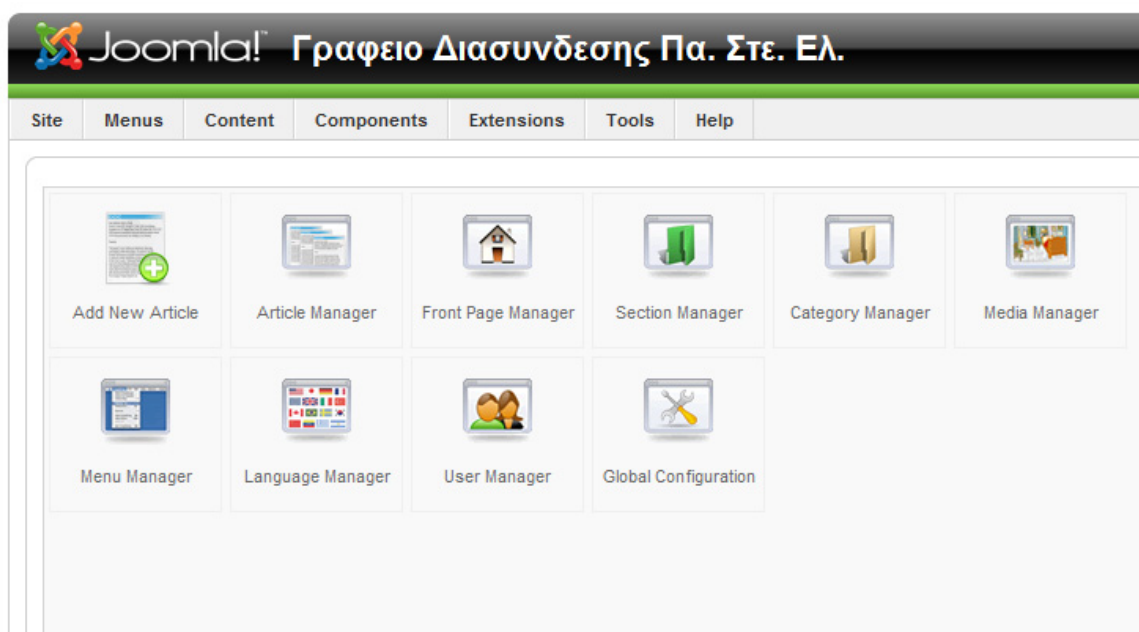 Joomla!™ Γραφειο Διασυνδεσης Πα. Στε. Ελ.
Site Menus Content Components Extensions Tools Help
Add New Article Article Manager Front Page Manager Section Manager Category Manager Media Manager
Menu Manager Language Manager User Manager Global Configuration